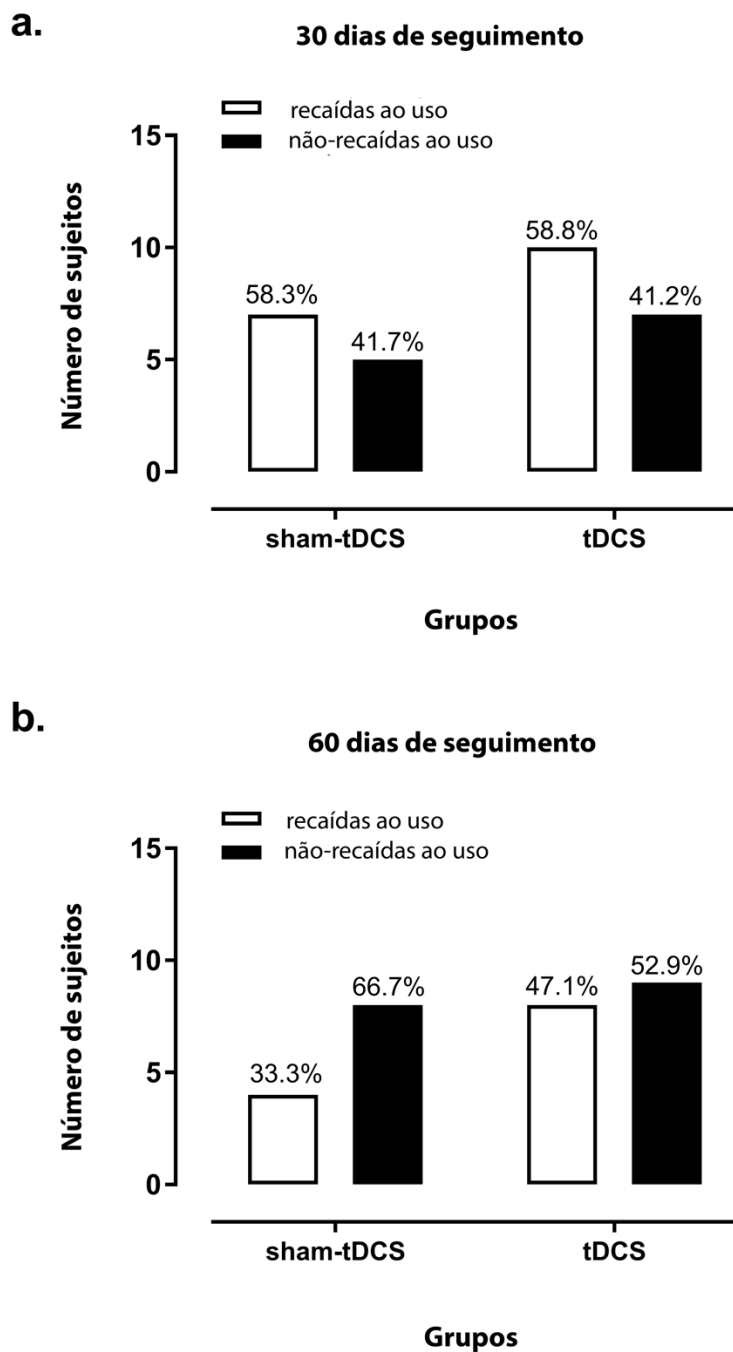 a.
30 dias de seguimento
recaídas ao uso
não-recaídas ao uso
15
10
5
0
Número de sujeitos
58.3%
41.7%
58.8%
41.2%
sham-tDCS
tDCS
Grupos
b.
60 dias de seguimento
recaídas ao uso
não-recaídas ao uso
15
10
5
0
Número de sujeitos
33.3%
66.7%
47.1%
52.9%
sham-tDCS
tDCS
Grupos